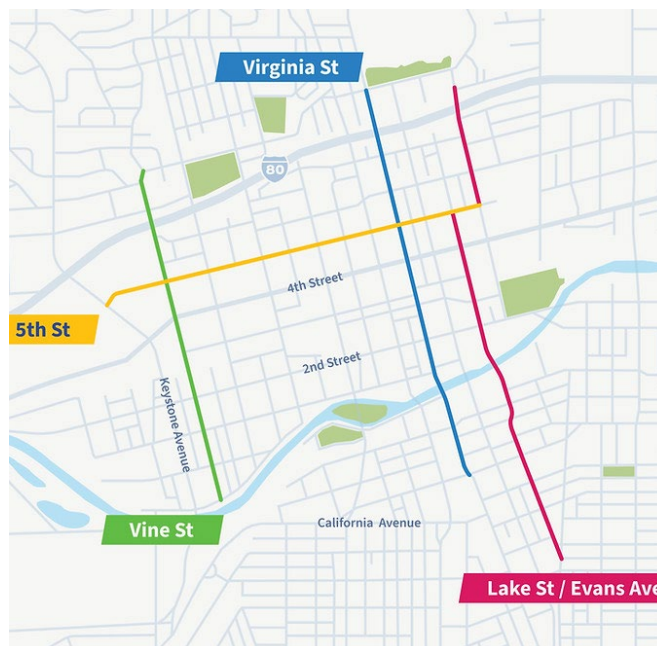 Virginia St
80
4th Street
5th St
2nd Street
Keystone Avenue
California Avenue
Vine St
Lake St / Evans Ave